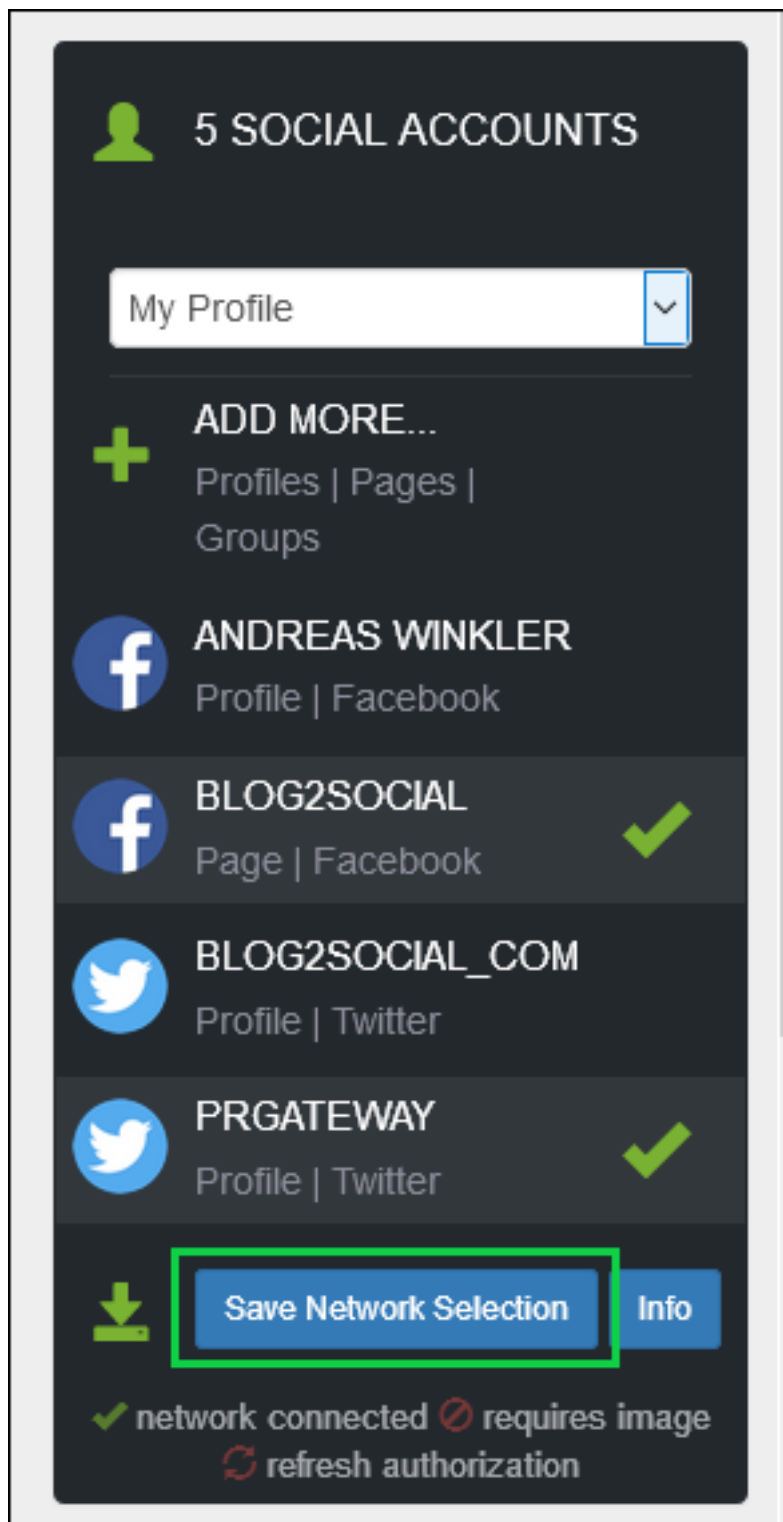 5 SOCIAL ACCOUNTS
My Profile
ADD MORE...
Profiles | Pages |
Groups
ANDREAS WINKLER
Profile | Facebook
BLOG2SOCIAL
Page | Facebook
BLOG2SOCIAL_COM
Profile | Twitter
PRGATEWAY
Profile | Twitter
Save Network Selection Info
network connected requires image
refresh authorization